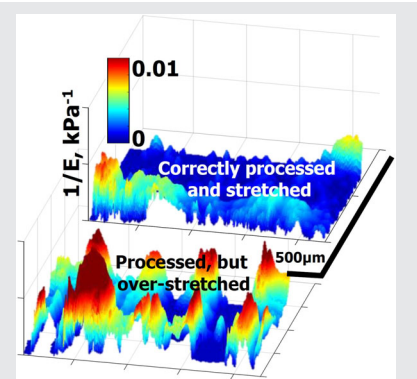 0.01
0
1/E, kPa-1
Correctly processed
and stretched
500µm
Processed, but
over-stretched